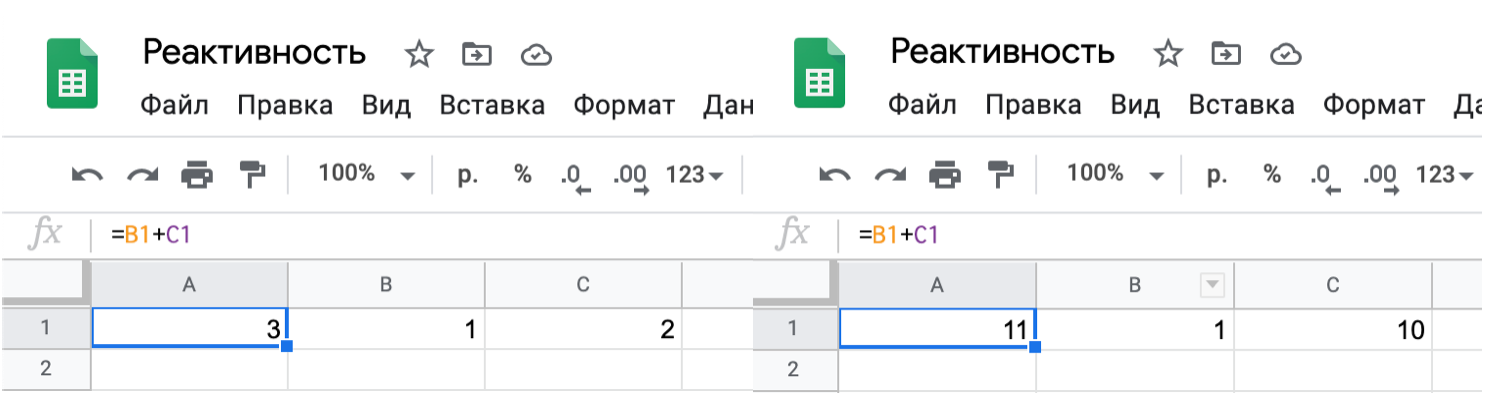 Реактивность
Файл Правка Вид Вставка Формат Дан
100% р. % .0 .00 123
fx =B1+C1
A B C
1 3 1 2
2
Реактивность
Файл Правка Вид Вставка Формат Да
100% р. % .0 .00 123
fx =B1+C1
A B C
1 11 1 10
2